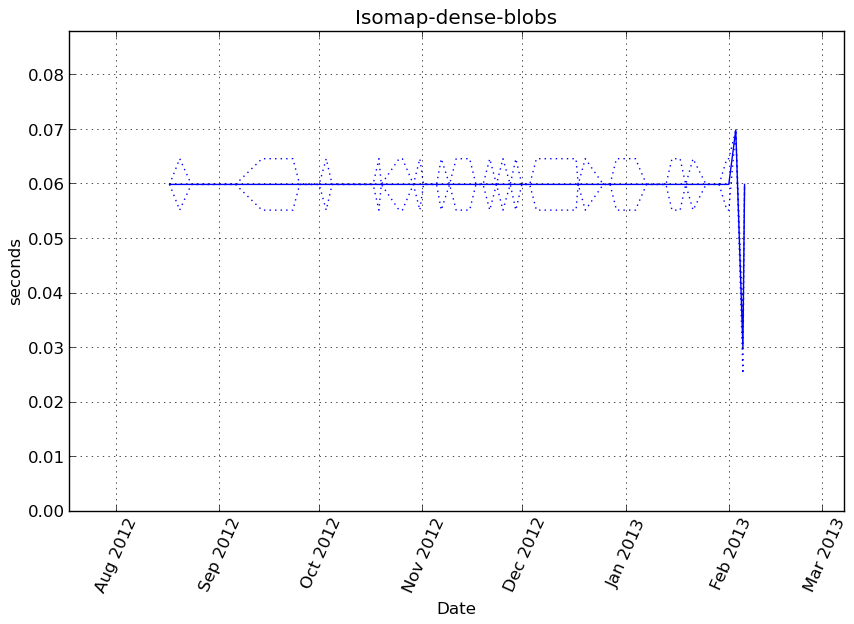 Isomap-dense-blobs
seconds
0.08
0.07
0.06
0.05
0.04
0.03
0.02
0.01
0.00
Aug 2012
Sep 2012
Oct 2012
Nov 2012
Dec 2012
Jan 2013
Feb 2013
Mar 2013
Date